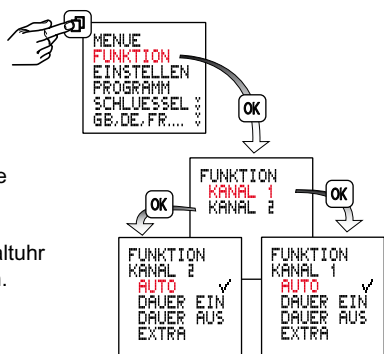 MENUE
FUNKTION
EINSTELLEN
PROGRAMM
SCHLUESSEL
GB,DE,FR....
OK
FUNKTION
KANAL 1
KANAL 2
OK
OK
e
altuhr
n.
FUNKTION
KANAL 2
AUTO
DAUER EIN
DAUER AUS
EXTRA
FUNKTION
KANAL 1
AUTO
DAUER EIN
DAUER AUS
EXTRA